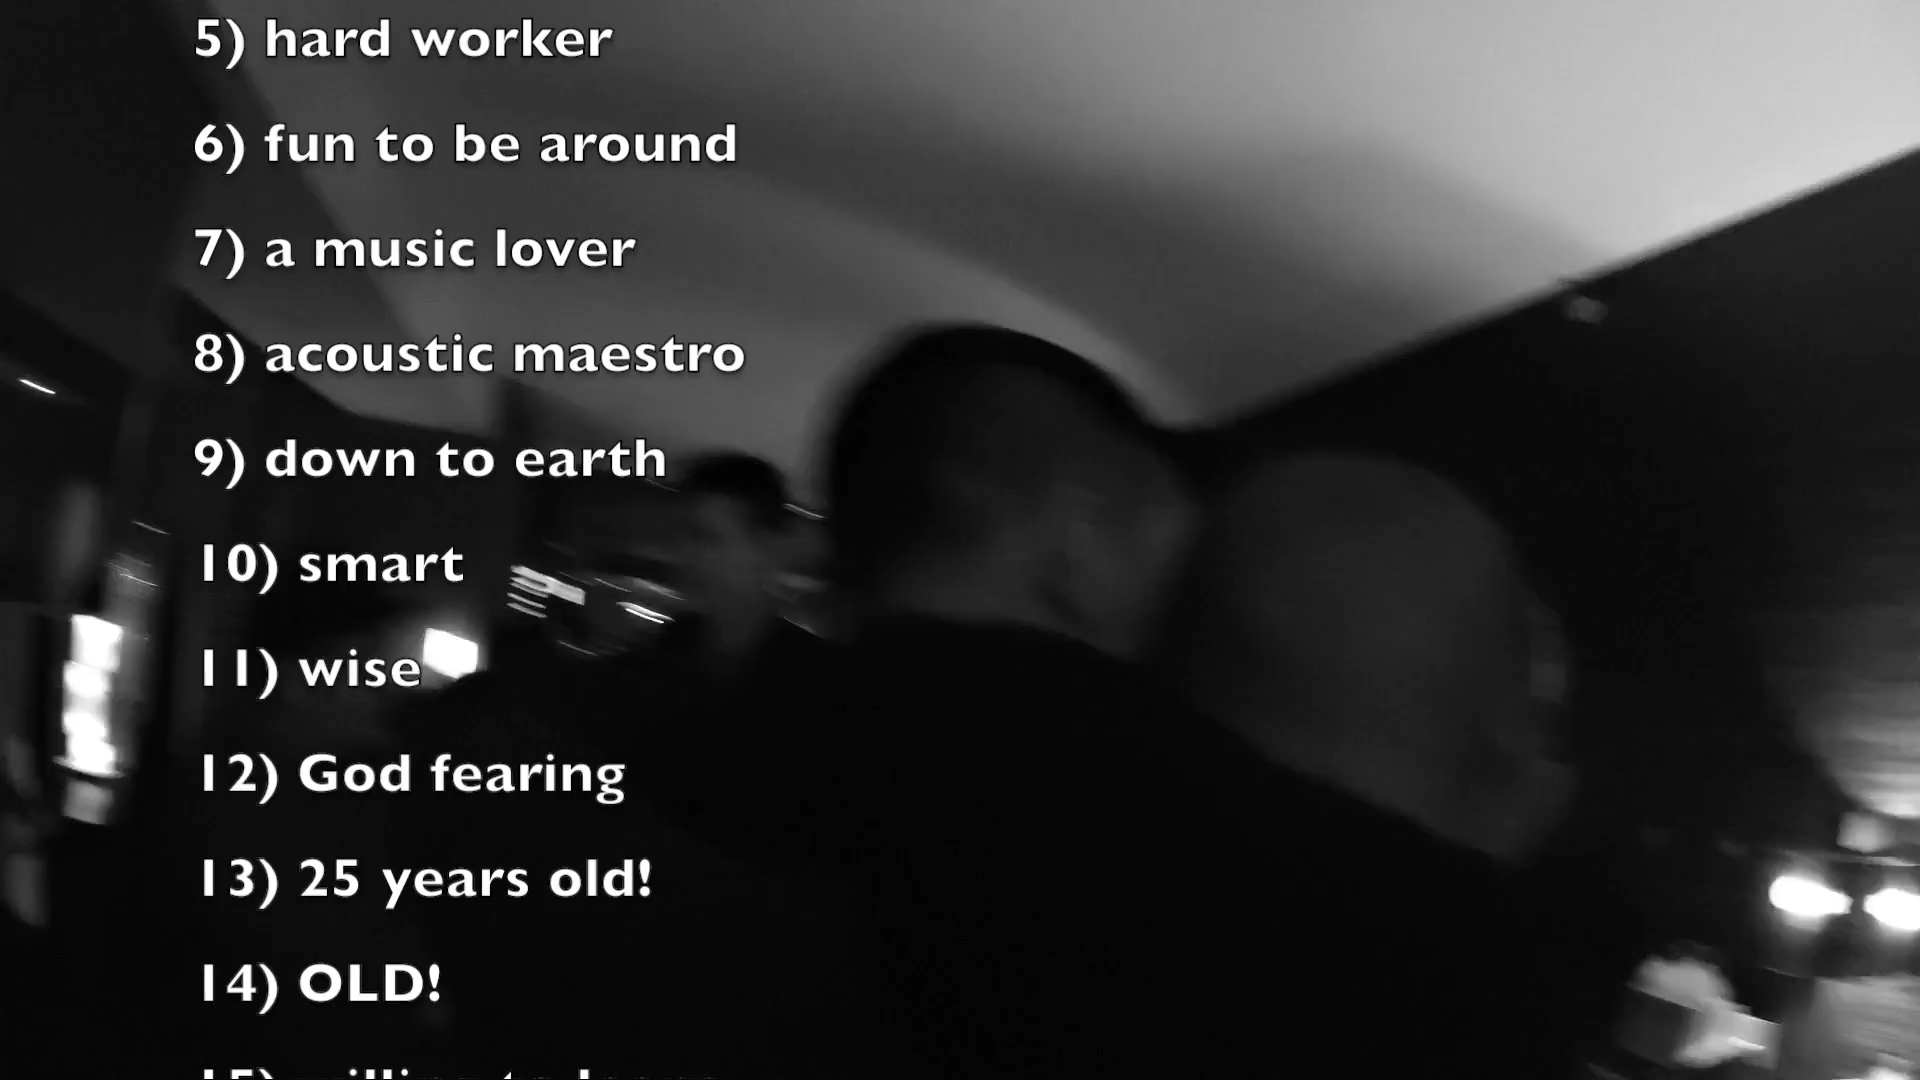 5) hard worker
6) fun to be around
7) a music lover
8) acoustic maestro
9) down to earth
10) smart
11) wise
12) God fearing
13) 25 years old!
14) OLD!